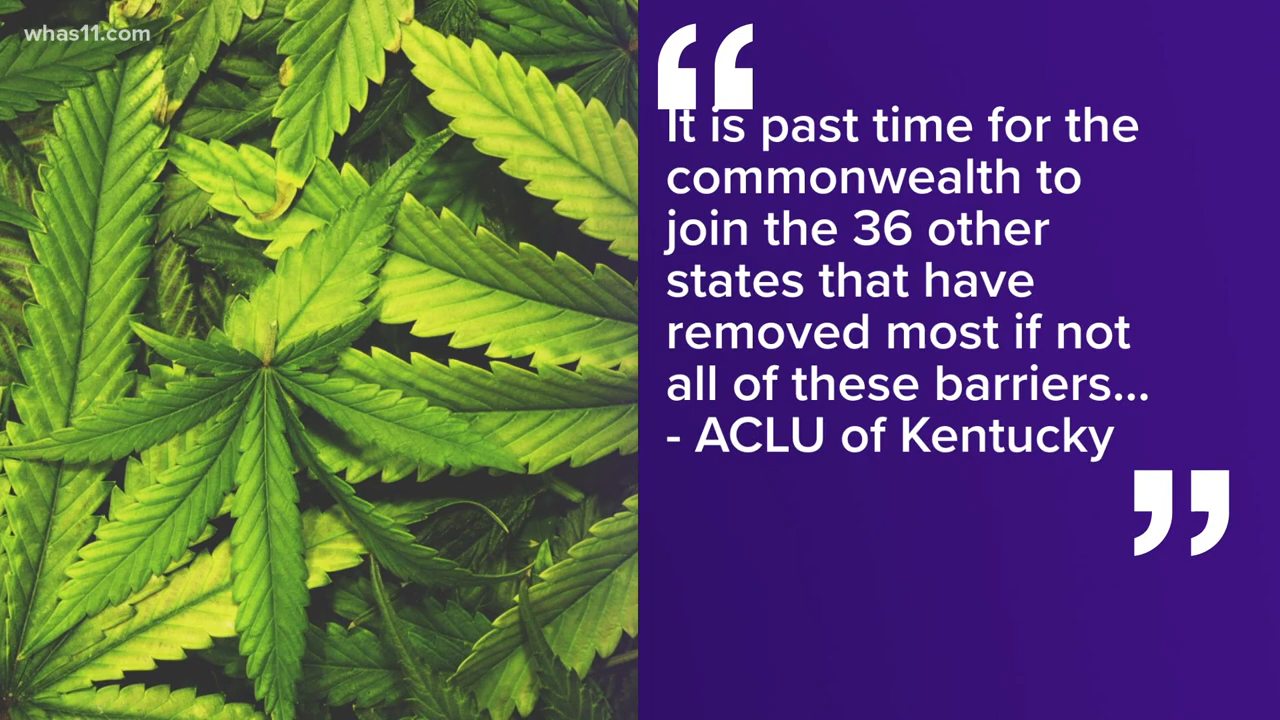 whas11.com
“
It is past time for the
commonwealth to
join the 36 other
states that have
removed most if not
all of these barriers...
- ACLU of Kentucky
”